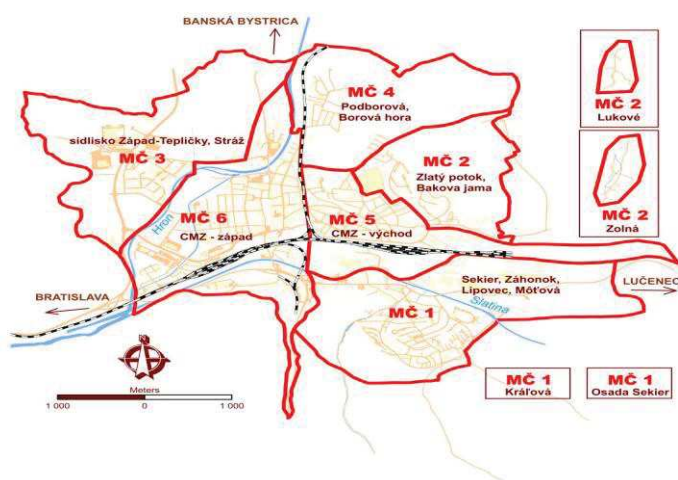 BANSKÁ BYSTRICA
MČ 4
Podborová,
Borová hora
MČ 2
Lukové
sídlisko Západ-Tepličky, Stráž
MČ 3
MČ 2
Zlatý potok,
Bakova jama
MČ 2
Zolná
Hron
MČ 6
CMZ - západ
MČ 5
CMZ - východ
Sekier, Záhonok,
Lipovec, Môťová
LUČENEC
BRATISLAVA
Slatina
MČ 1
Meters
1 000
0
1 000
MČ 1
Kráľová
MČ 1
Osada Sekier